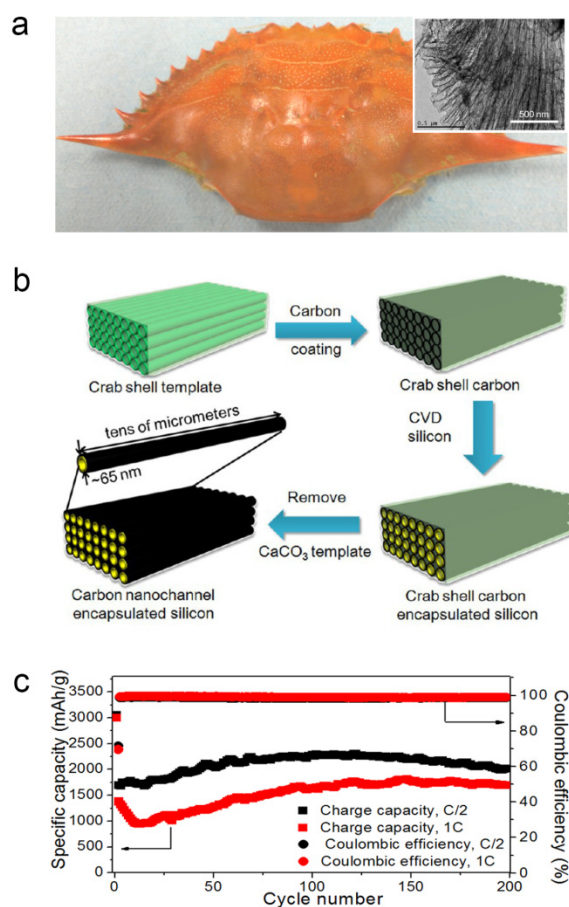 a
500 nm
0.5 µm
b
Carbon
coating
Crab shell template
Crab shell carbon
tens of micrometers
~65 nm
CVD
silicon
Remove
CaCO3 template
Carbon nanochannel
encapsulated silicon
Crab shell carbon
encapsulated silicon
c
Specific capacity (mAh/g)
3500
3000
2500
2000
1500
1000
500
0
Charge capacity, C/2
Charge capacity, 1C
Coulombic efficiency, C/2
Coulombic efficiency, 1C
100
80
60
40
20
0
Coulombic efficiency (%)
0 50 100 150 200
Cycle number